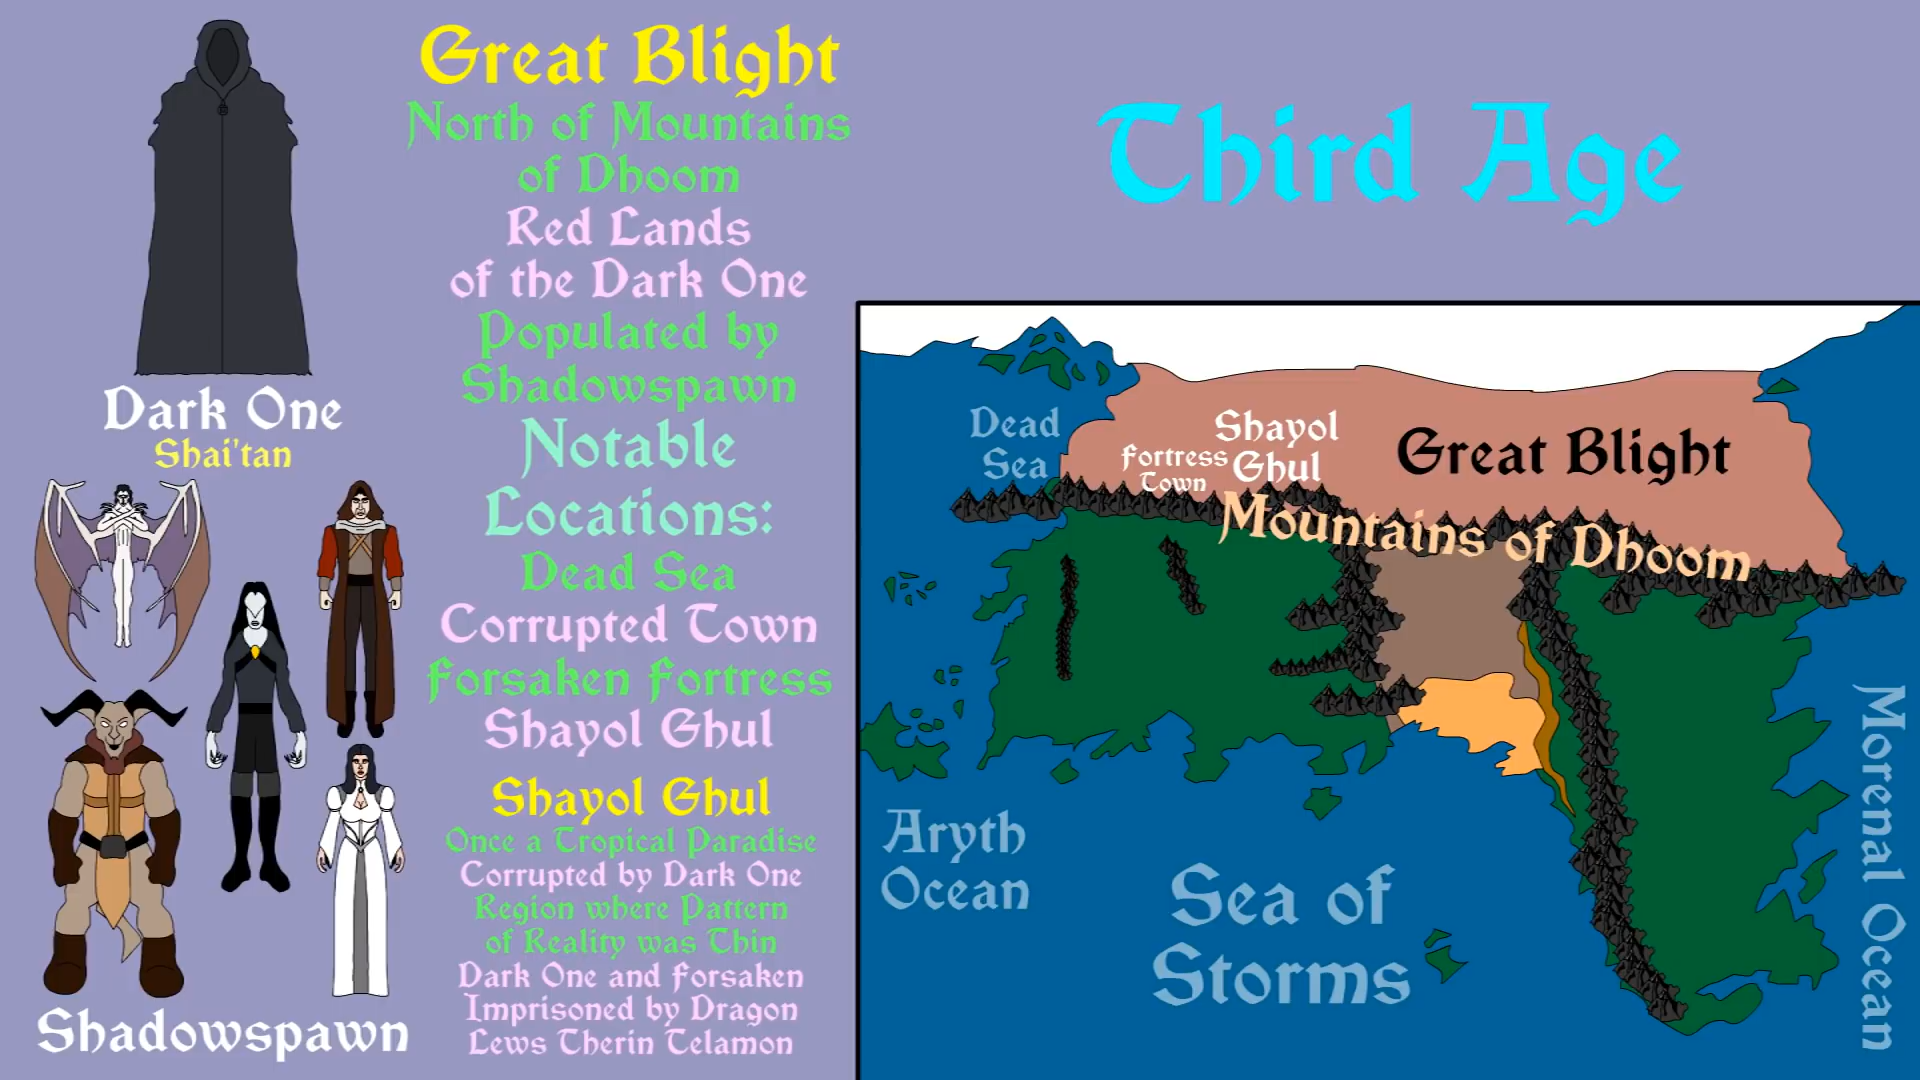 Dark One
Shai'tan
Shadowspawn
Great Blight
North of Mountains
of Dhoom
Red Lands
of the Dark One
Populated by
Shadowspawn
Notable
Locations:
Dead Sea
Corrupted Town
Forsaken Fortress
Shayol Ghul
Shayol Ghul
Once a Tropical Paradise
Corrupted by Dark One
Region where Pattern
of Reality was Thin
Dark One and Forsaken
Imprisoned by Dragon
Lews Therin Telamon
Third Age
Dead
Sea
Fortress
Town
Shayol
Ghul
Great Blight
Mountains of Dhoom
Aryth
Ocean
Sea of
Storms
Morenal Ocean